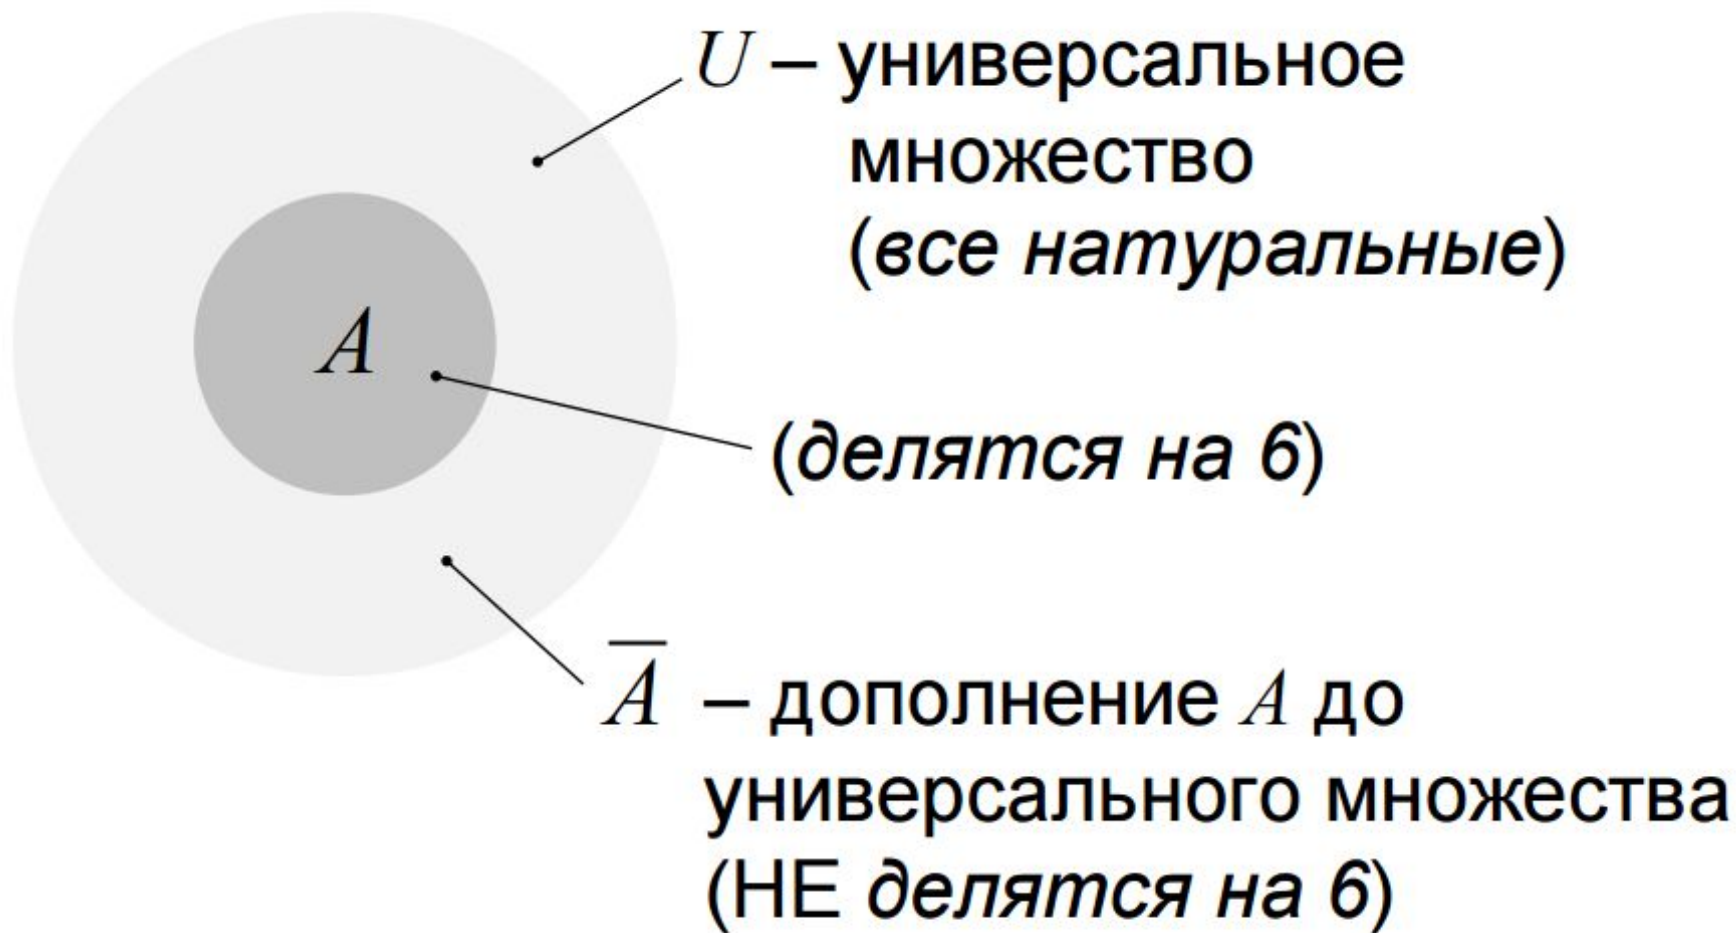 U – универсальное
множество
(все натуральные)
A
(делятся на 6)
A̅ – дополнение A до
универсального множества
(НЕ делятся на 6)